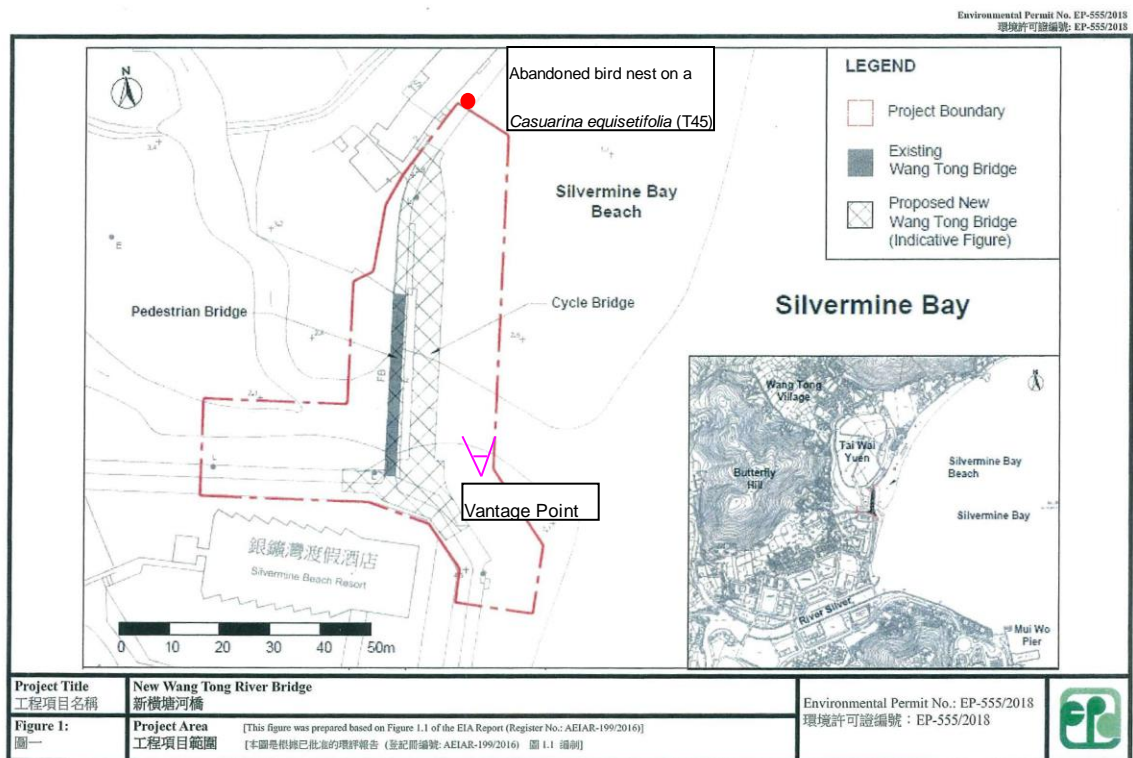 Environmental Permit No. EP-555/2018
環境許可證編號: EP-555/2018
N
TS
Abandoned bird nest on a
Casuarina equisetifolia (T45)
LEGEND
Project Boundary
Existing
Wang Tong Bridge
Proposed New
Wang Tong Bridge
(Indicative Figure)
Silvermine Bay
Beach
Pedestrian Bridge
Cycle Bridge
FB
Vantage Point
銀鑛灣渡假酒店
Silvermine Beach Resort
0 10 20 30 40 50m
Silvermine Bay
N
Wang Tong
Village
Tai Wai
Yuen
Butterfly
Hill
Silvermine Bay
Beach
Silvermine Bay
River Silver
Mui Wo
Pier
Project Title
工程項目名稱
New Wang Tong River Bridge
新橫塘河橋
Figure 1:
圖一
Project Area
工程項目範圍
[This figure was prepared based on Figure 1.1 of the EIA Report (Register No.: AEIAR-199/2016)]
[本圖是根據已批准的環評報告 (登記冊編號: AEIAR-199/2016) 圖 1.1 編制]
Environmental Permit No.: EP-555/2018
環境許可證編號：EP-555/2018